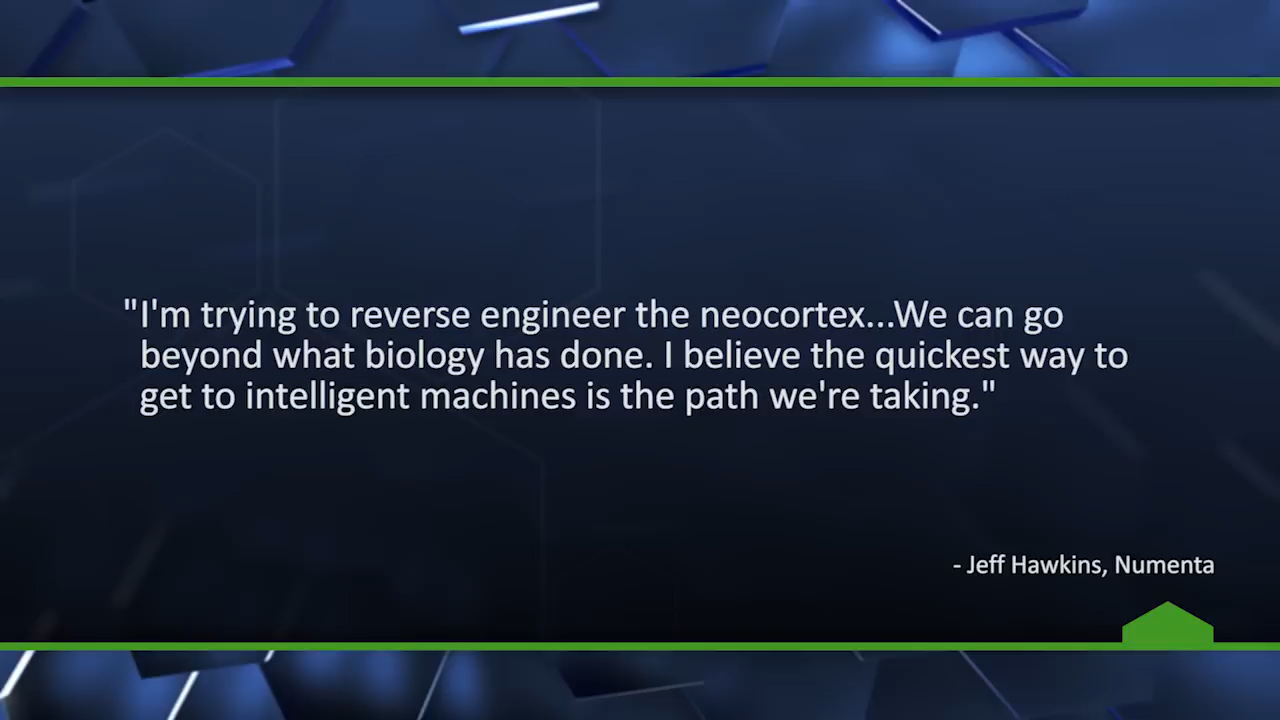 "I'm trying to reverse engineer the neocortex...We can go
beyond what biology has done. I believe the quickest way to
get to intelligent machines is the path we're taking."
- Jeff Hawkins, Numenta